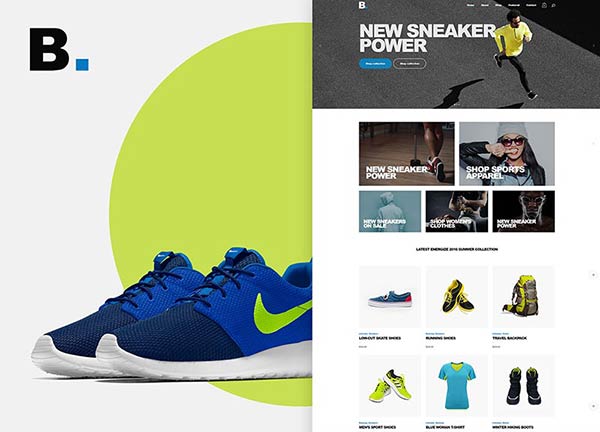 B.
B.
Home About Shop Featured Contact
NEW SNEAKER
POWER
Shop collection Shop collection
NEW SNEAKER
POWER
SHOP SPORTS
APPAREL
NEW SNEAKERS
ON SALE
SHOP WOMEN'S
CLOTHES
NEW SNEAKER
POWER
LATEST ENERGIZE 2016 SUMMER COLLECTION
LOW-CUT SKATE SHOES
RUNNING SHOES
TRAVEL BACKPACK
MEN'S SPORT SHOES
BLUE WOMAN T-SHIRT
WINTER HIKING BOOTS